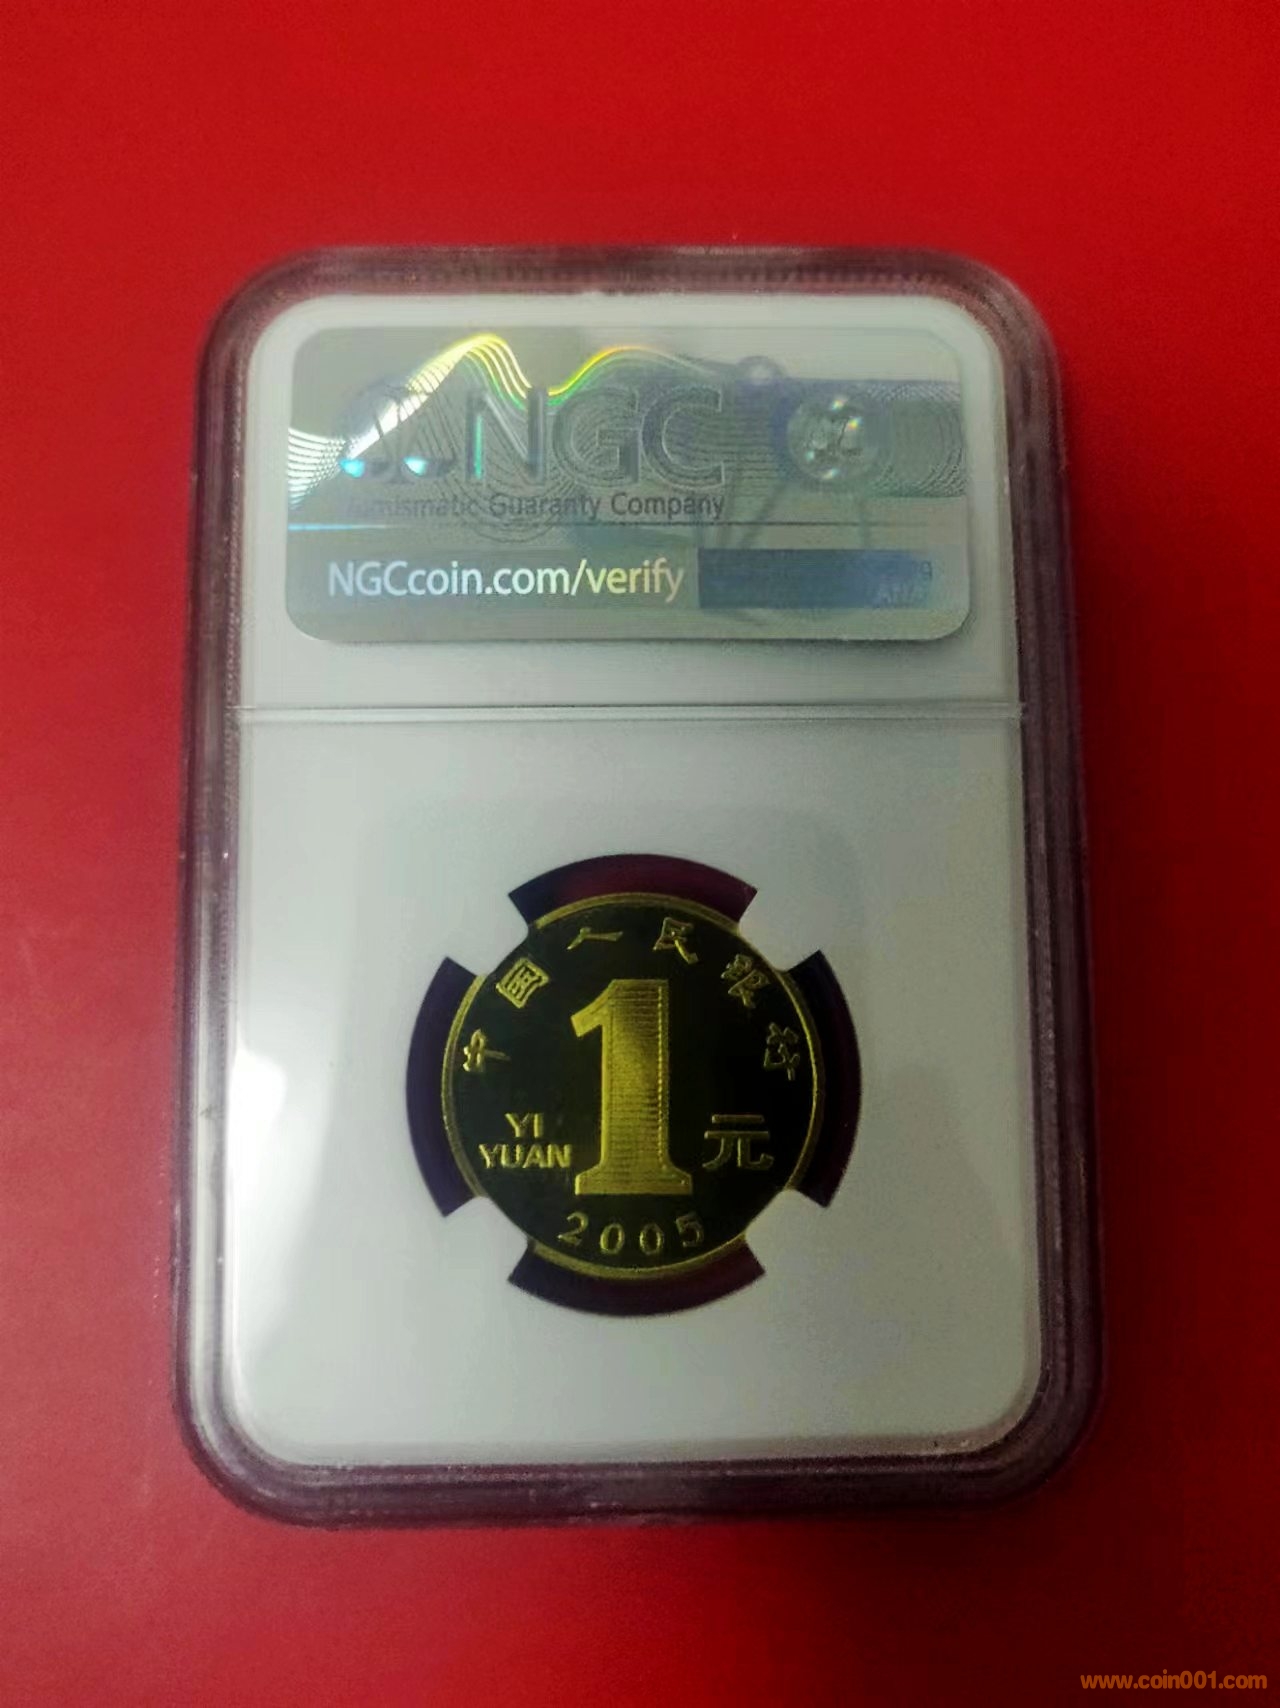 NGC
Numismatic Guaranty Company
NGCcoin.com/verify
中国人民银行
1
YI
YUAN
元
2005
www.coin001.com